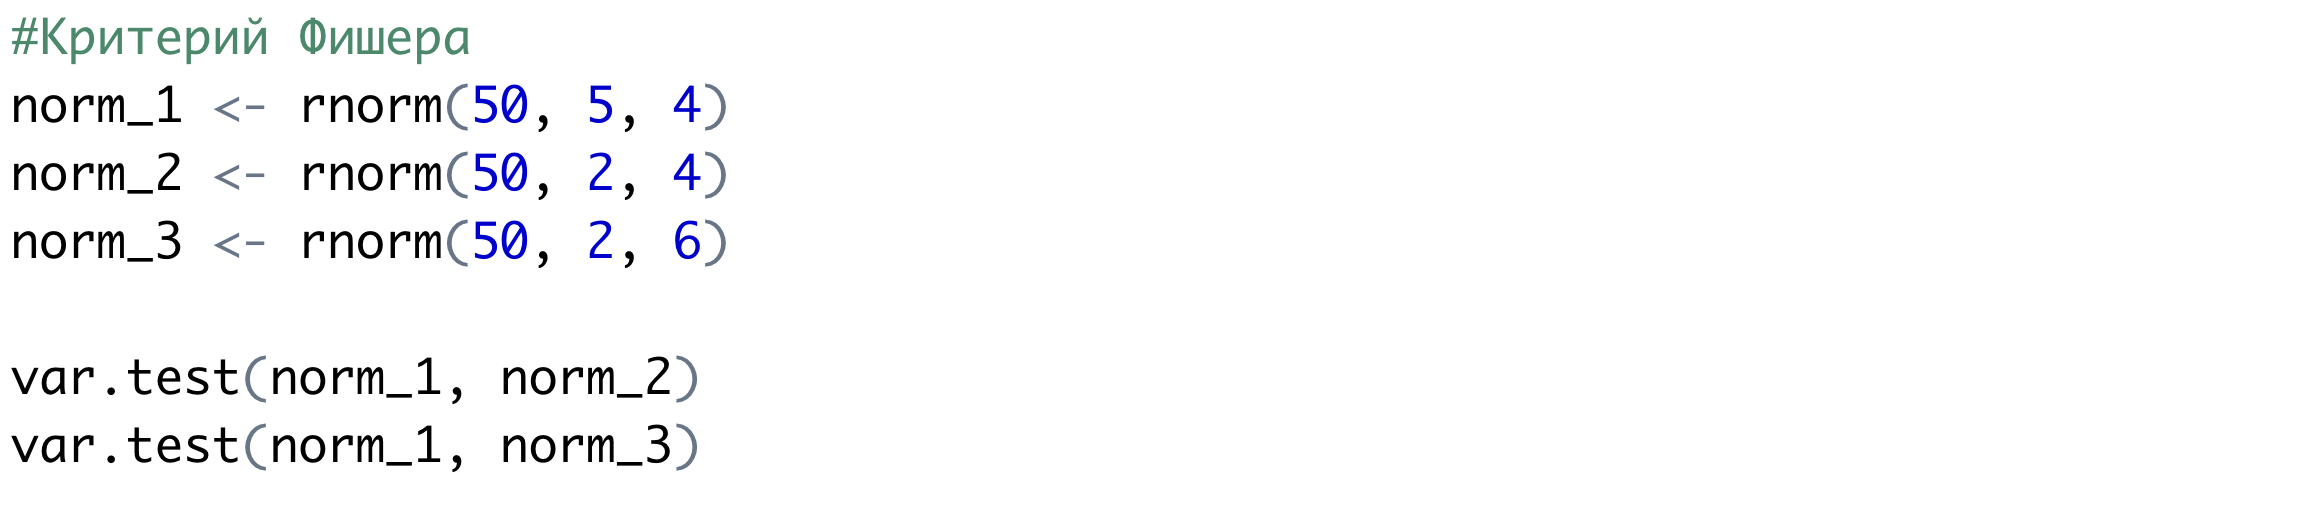 #Критерий Фишера
norm_1 <- rnorm(50, 5, 4)
norm_2 <- rnorm(50, 2, 4)
norm_3 <- rnorm(50, 2, 6)
var.test(norm_1, norm_2)
var.test(norm_1, norm_3)